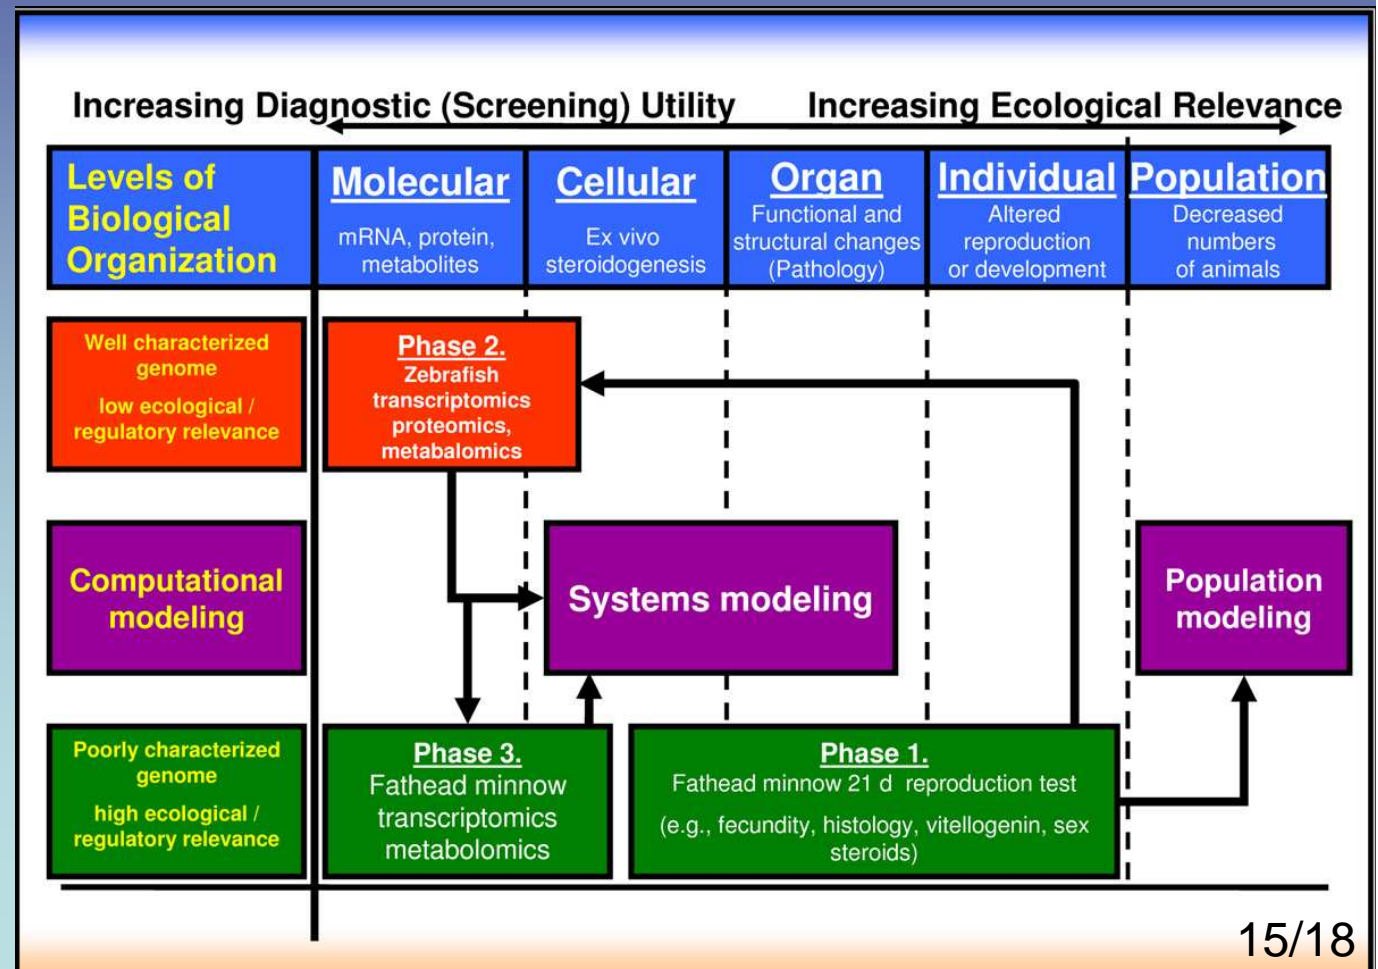 Increasing Diagnostic (Screening) Utility
Increasing Ecological Relevance
Levels of
Biological
Organization
Molecular
mRNA, protein,
metabolites
Cellular
Ex vivo
steroidogenesis
Organ
Functional and
structural changes
(Pathology)
Individual
Altered
reproduction
or development
Population
Decreased
numbers
of animals
Well characterized
genome
low ecological /
regulatory relevance
Phase 2.
Zebrafish
transcriptomics
proteomics,
metabalomics
Computational
modeling
Systems modeling
Population
modeling
Poorly characterized
genome
high ecological /
regulatory relevance
Phase 3.
Fathead minnow
transcriptomics
metabolomics
Phase 1.
Fathead minnow 21 d reproduction test
(e.g., fecundity, histology, vitellogenin, sex
steroids)
15/18